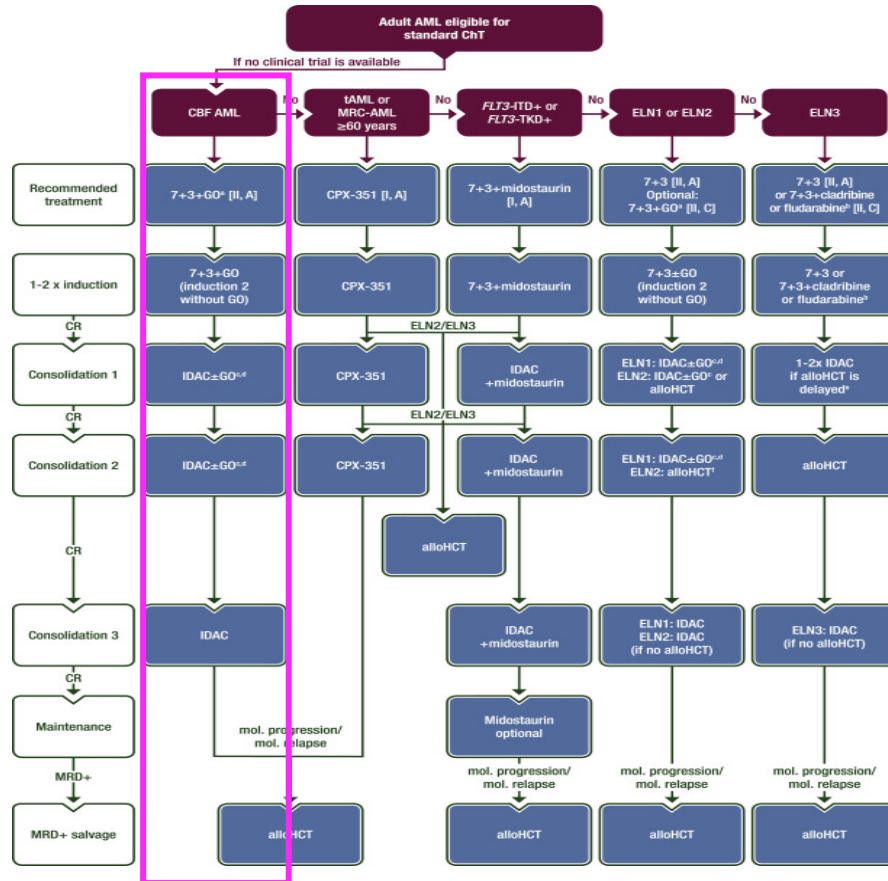 Adult AML eligible for
standard ChT
If no clinical trial is available
CBF AML
No
tAML or
MRC-AML
≥60 years
No
FLT3-ITD+ or
FLT3-TKD+
No
ELN1 or ELN2
No
ELN3
Recommended
treatment
7+3+GOᵃ [II, A]
CPX-351 [I, A]
7+3+midostaurin
[I, A]
7+3 [II, A]
Optional:
7+3+GOᵃ [II, C]
7+3 [II, A]
or 7+3+cladribine
or fludarabineᵇ [II, C]
1-2 x induction
7+3+GO
(induction 2
without GO)
CPX-351
7+3+midostaurin
7+3±GO
(induction 2
without GO)
7+3 or
7+3+cladribine
or fludarabineᵇ
CR
ELN2/ELN3
Consolidation 1
IDAC±GOᶜ,ᵈ
CPX-351
IDAC
+midostaurin
ELN1: IDAC±GOᶜ,ᵈ
ELN2: IDAC±GOᶜ or
alloHCT
1-2x IDAC
if alloHCT is
delayedᵉ
CR
ELN2/ELN3
Consolidation 2
IDAC±GOᶜ,ᵈ
CPX-351
IDAC
+midostaurin
ELN1: IDAC±GOᶜ,ᵈ
ELN2: alloHCTᶠ
alloHCT
alloHCT
CR
Consolidation 3
IDAC
IDAC
+midostaurin
ELN1: IDAC
ELN2: IDAC
(if no alloHCT)
ELN3: IDAC
(if no alloHCT)
CR
Maintenance
mol. progression/
mol. relapse
Midostaurin
optional
MRD+
mol. progression/
mol. relapse
mol. progression/
mol. relapse
mol. progression/
mol. relapse
MRD+ salvage
alloHCT
alloHCT
alloHCT
alloHCT